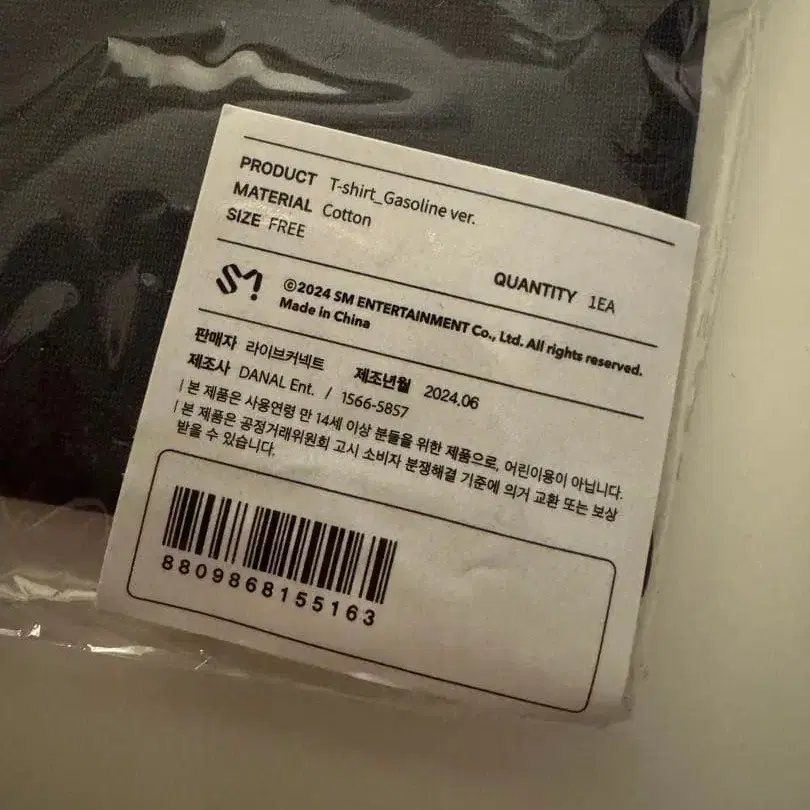 PRODUCT T-shirt_Gasoline ver.
MATERIAL Cotton
SIZE FREE
QUANTITY 1EA
SM
©2024 SM ENTERTAINMENT Co., Ltd. All rights reserved.
Made in China
판매자 라이브커넥트 제조년월 2024.06
제조사 DANAL Ent. / 1566-5857
| 본 제품은 사용연령 만 14세 이상 분들을 위한 제품으로, 어린이용이 아닙니다.
| 본 제품은 공정거래위원회 고시 소비자 분쟁해결 기준에 의거 교환 또는 보상
받을 수 있습니다.
8809868155163